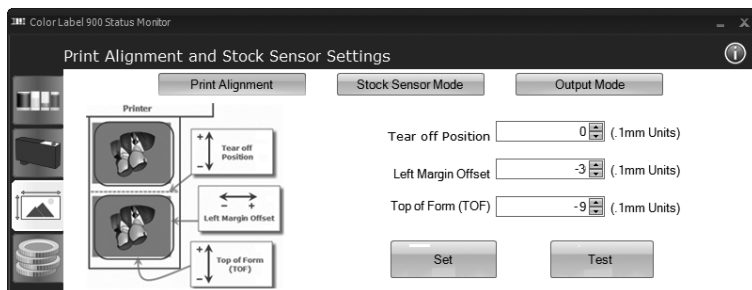 Color Label 900 Status Monitor
Print Alignment and Stock Sensor Settings
Print Alignment
Stock Sensor Mode
Output Mode
Printer
+
-
Tear off
Position
- +
Left Margin Offset
+
-
Top of Form
(TOF)
Tear off Position 0 (.1mm Units)
Left Margin Offset -3 (.1mm Units)
Top of Form (TOF) -9 (.1mm Units)
Set
Test